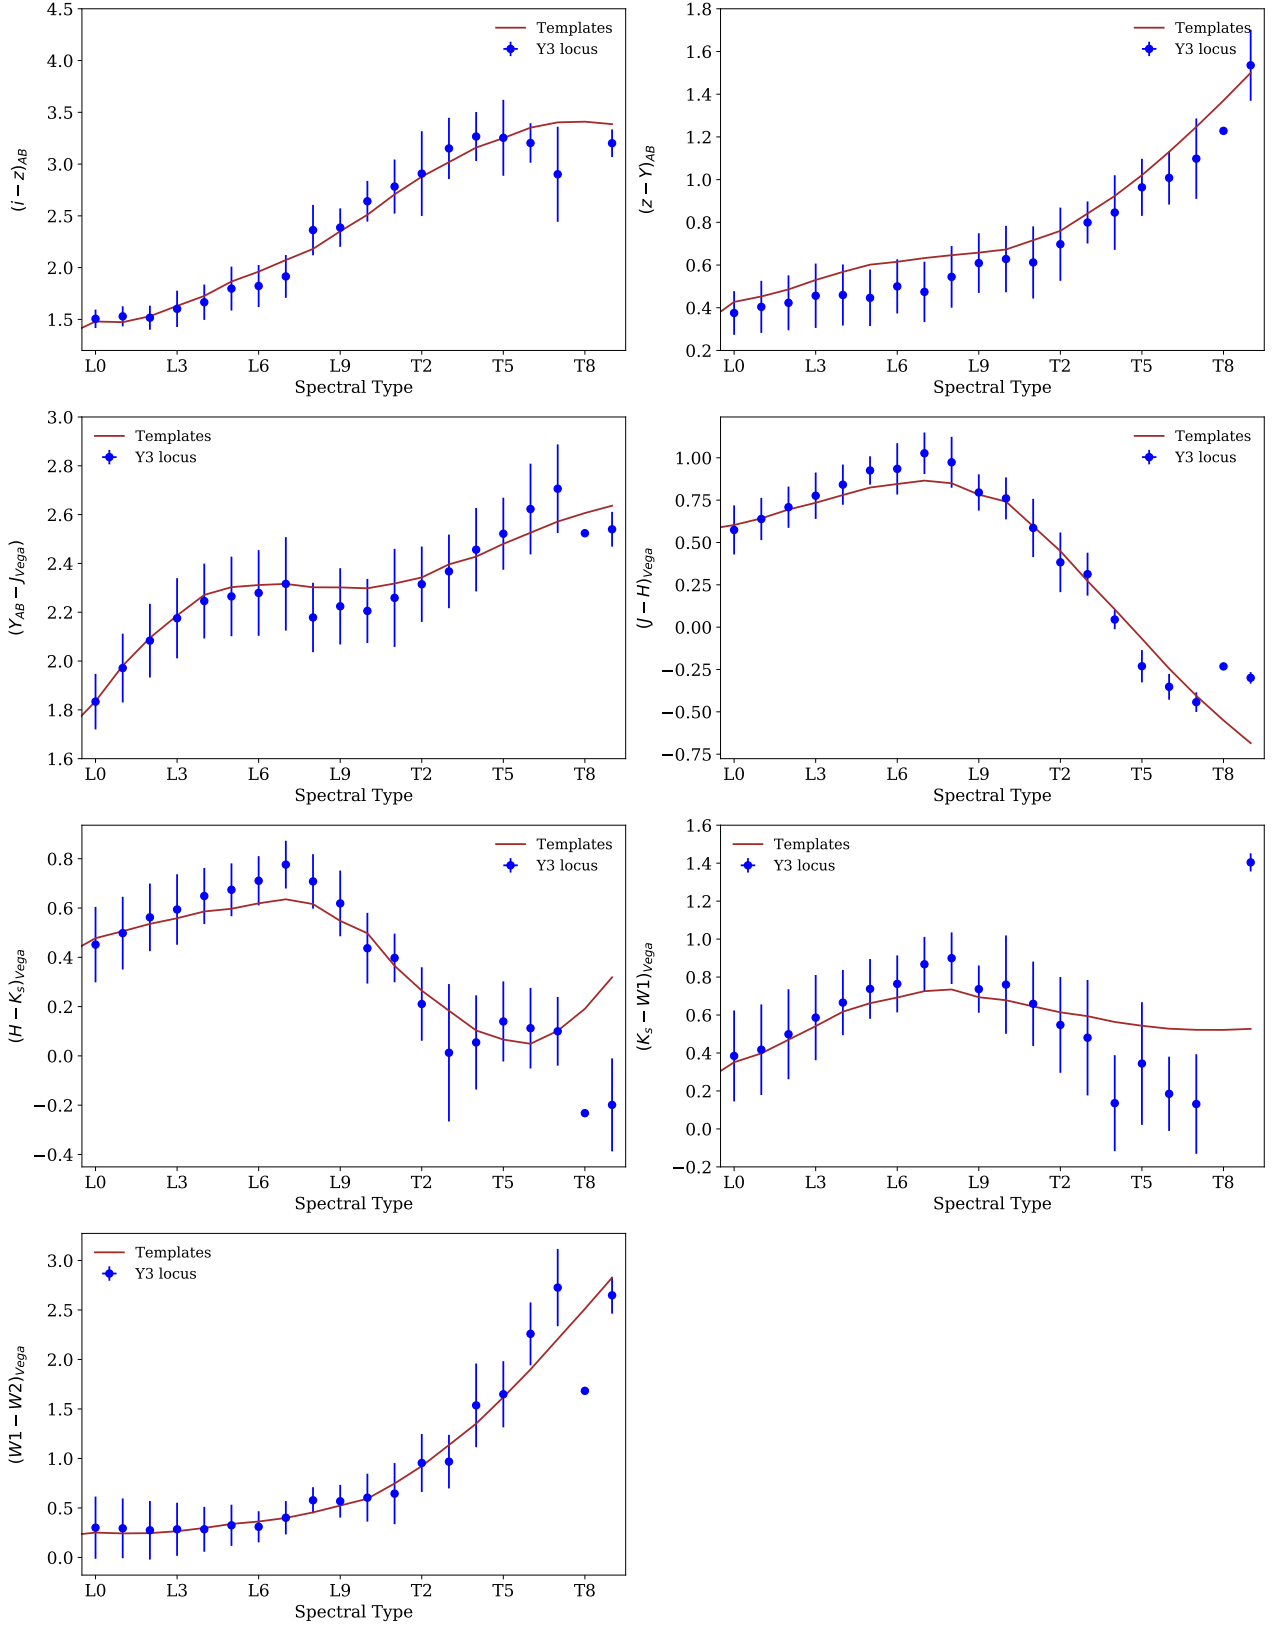 4.5
4.0
3.5
3.0
2.5
2.0
1.5
(i − z)AB
Templates
Y3 locus
L0 L3 L6 L9 T2 T5 T8
Spectral Type
1.8
1.6
1.4
1.2
1.0
0.8
0.6
0.4
0.2
(z − Y)AB
Templates
Y3 locus
L0 L3 L6 L9 T2 T5 T8
Spectral Type
3.0
2.8
2.6
2.4
2.2
2.0
1.8
1.6
(YAB − JVega)
Templates
Y3 locus
L0 L3 L6 L9 T2 T5 T8
Spectral Type
1.00
0.75
0.50
0.25
0.00
−0.25
−0.50
−0.75
(J − H)Vega
Templates
Y3 locus
L0 L3 L6 L9 T2 T5 T8
Spectral Type
0.8
0.6
0.4
0.2
0.0
−0.2
−0.4
(H − Ks)Vega
Templates
Y3 locus
L0 L3 L6 L9 T2 T5 T8
Spectral Type
1.6
1.4
1.2
1.0
0.8
0.6
0.4
0.2
0.0
−0.2
(Ks − W1)Vega
Templates
Y3 locus
L0 L3 L6 L9 T2 T5 T8
Spectral Type
3.0
2.5
2.0
1.5
1.0
0.5
0.0
(W1 − W2)Vega
Templates
Y3 locus
L0 L3 L6 L9 T2 T5 T8
Spectral Type